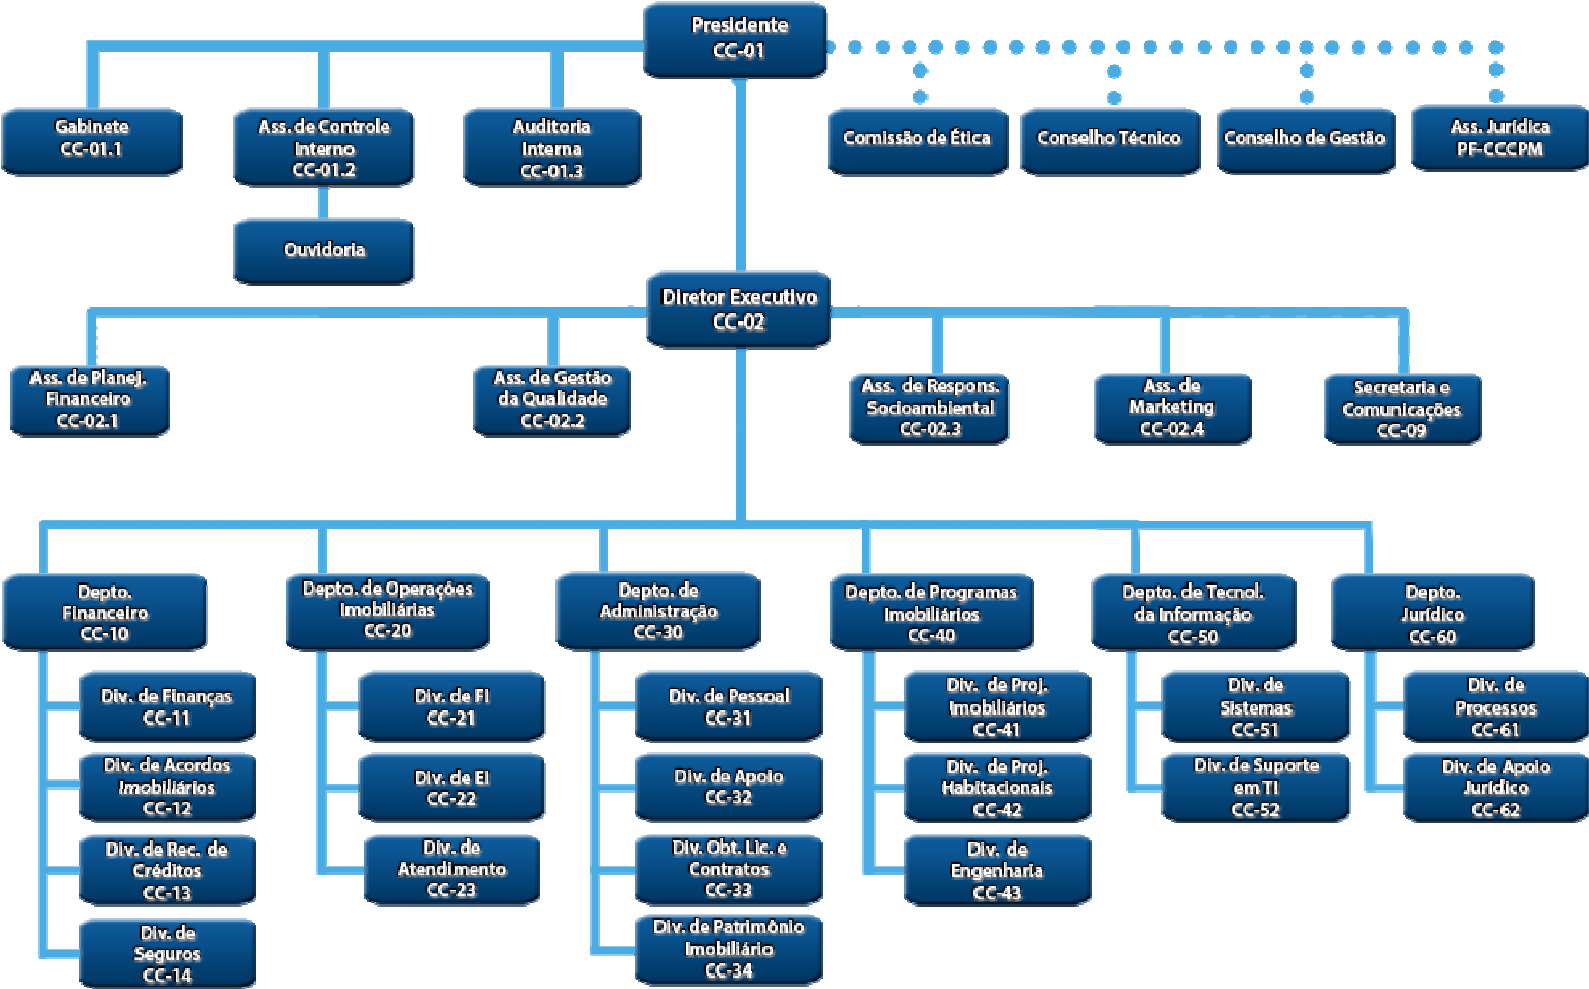 Presidente
CC-01
Gabinete
CC-01.1
Ass. de Controle
Interno
CC-01.2
Auditoria
Interna
CC-01.3
Comissão de Ética
Conselho Técnico
Conselho de Gestão
Ass. Jurídica
PF-CCCPM
Ouvidoria
Diretor Executivo
CC-02
Ass. de Planej.
Financeiro
CC-02.1
Ass. de Gestão
da Qualidade
CC-02.2
Ass. de Respons.
Socioambiental
CC-02.3
Ass. de
Marketing
CC-02.4
Secretaria e
Comunicações
CC-09
Depto.
Financeiro
CC-10
Depto. de Operações
Imobiliárias
CC-20
Depto. de
Administração
CC-30
Depto. de Programas
Imobiliários
CC-40
Depto. de Tecnol.
da Informação
CC-50
Depto.
Jurídico
CC-60
Div. de Finanças
CC-11
Div. de Acordos
Imobiliários
CC-12
Div. de Rec. de
Créditos
CC-13
Div. de
Seguros
CC-14
Div. de FI
CC-21
Div. de EI
CC-22
Div. de
Atendimento
CC-23
Div. de Pessoal
CC-31
Div. de Apoio
CC-32
Div. Obt. Lic. e
Contratos
CC-33
Div. de Patrimônio
Imobiliário
CC-34
Div. de Proj.
Imobiliários
CC-41
Div. de Proj.
Habitacionais
CC-42
Div. de
Engenharia
CC-43
Div. de
Sistemas
CC-51
Div. de Suporte
em TI
CC-52
Div. de
Processos
CC-61
Div. de Apoio
Jurídico
CC-62